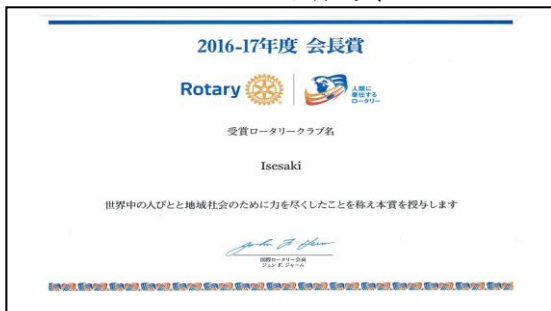 2016-17年度 会長賞
Rotary
人類に
奉仕する
ロータリー
受賞ロータリークラブ名
Isesaki
世界中の人びとと地域社会のために力を尽くしたことを称え本賞を授与します
国際ロータリー会長
ジョン F. ジャーム